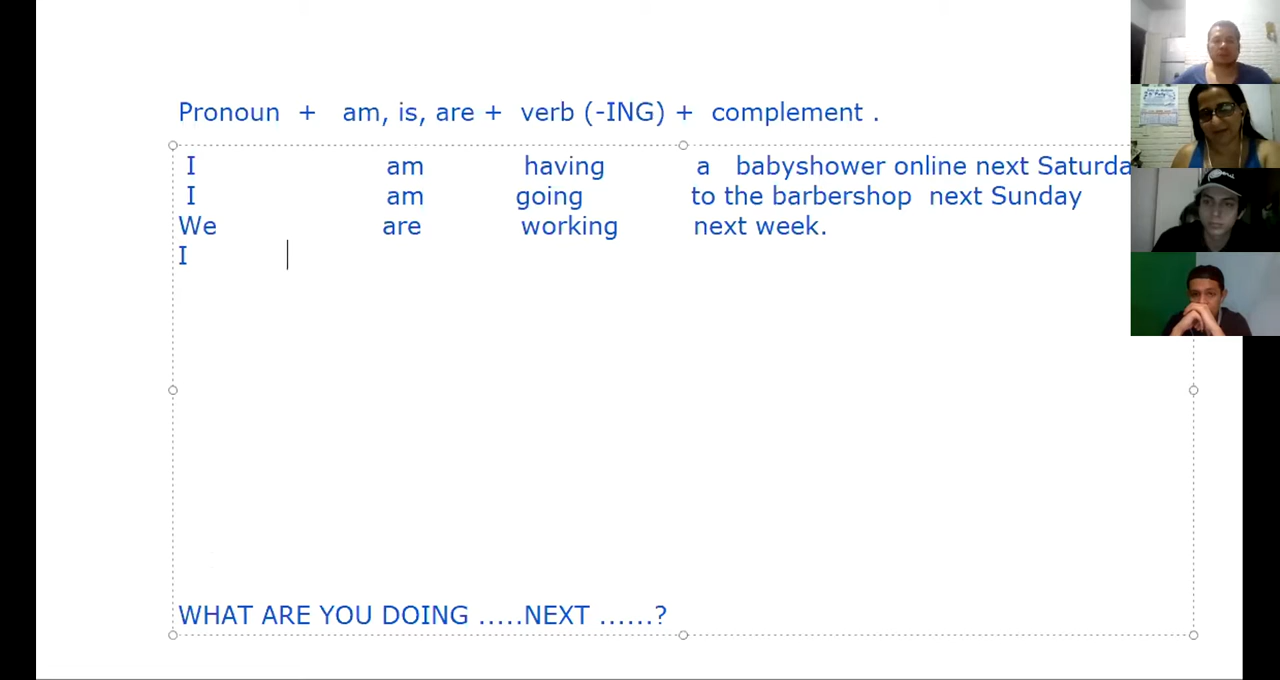 Pronoun + am, is, are + verb (-ING) + complement .
I am having a babyshower online next Saturda
I am going to the barbershop next Sunday
We are working next week.
I
WHAT ARE YOU DOING .....NEXT ......?